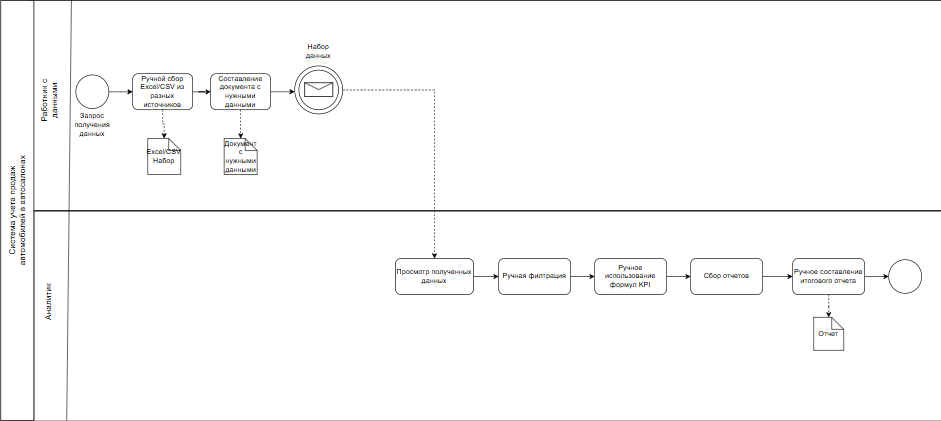 Система учета продаж
автомобилей в автосалонах
Работник с
данными
Запрос
получения
данных
Ручной сбор
Excel/CSV из
разных
источников
Составление
документа с
нужными
данными
Набор
данных
Excel/CSV
Набор
Документ
с
нужными
данными
Аналитик
Просмотр полученных
данных
Ручная филтрация
Ручное
использование
формул KPI
Сбор отчетов
Ручное составление
итогового отчета
Отчет